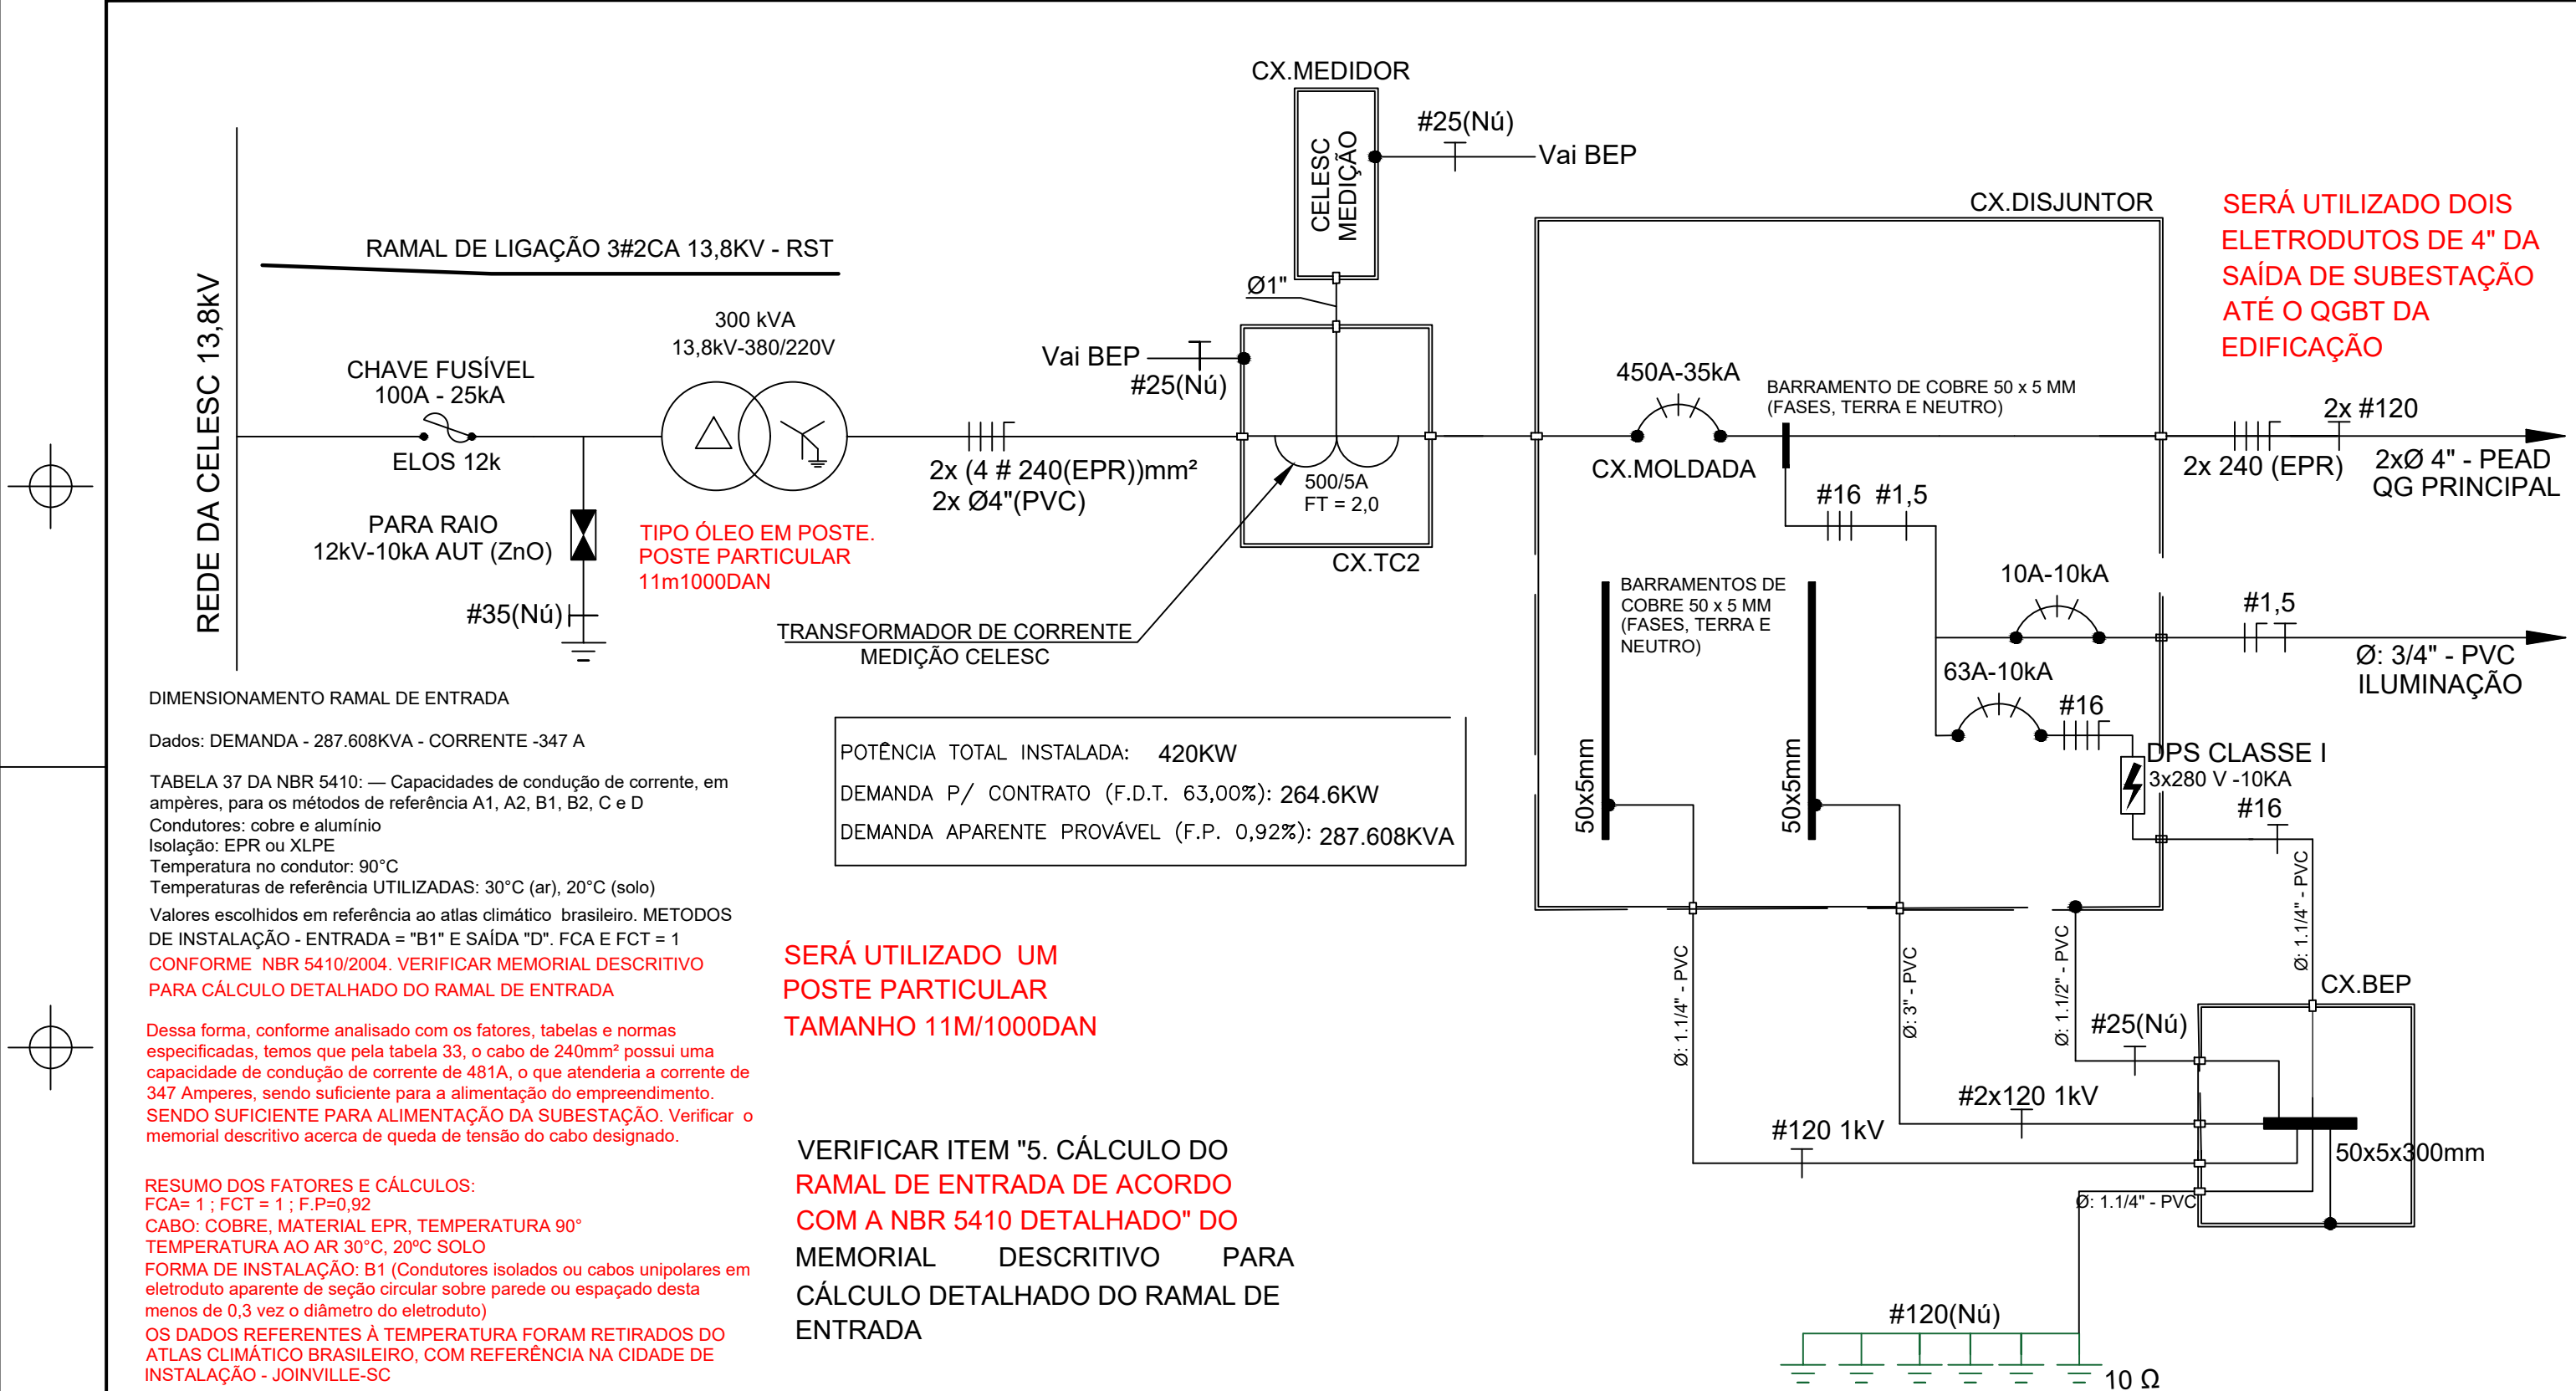 CX.MEDIDOR
CELESC
MEDIÇÃO
#25(Nú)
Vai BEP
Ø1"
RAMAL DE LIGAÇÃO 3#2CA 13,8KV - RST
REDE DA CELESC 13,8kV
CHAVE FUSÍVEL
100A - 25kA
ELOS 12k
300 kVA
13,8kV-380/220V
PARA RAIO
12kV-10kA AUT (ZnO)
#35(Nú)
TIPO ÓLEO EM POSTE.
POSTE PARTICULAR
11m1000DAN
2x (4 # 240(EPR))mm²
2x Ø4"(PVC)
Vai BEP
#25(Nú)
500/5A
FT = 2,0
CX.TC2
TRANSFORMADOR DE CORRENTE
MEDIÇÃO CELESC
CX.DISJUNTOR
450A-35kA
CX.MOLDADA
BARRAMENTO DE COBRE 50 x 5 MM
(FASES, TERRA E NEUTRO)
#16 #1,5
SERÁ UTILIZADO DOIS
ELETRODUTOS DE 4" DA
SAÍDA DE SUBESTAÇÃO
ATÉ O QGBT DA
EDIFICAÇÃO
2x #120
2x 240 (EPR)
2xØ 4" - PEAD
QG PRINCIPAL
BARRAMENTOS DE
COBRE 50 x 5 MM
(FASES, TERRA E
NEUTRO)
50x5mm
50x5mm
10A-10kA
#1,5
Ø: 3/4" - PVC
ILUMINAÇÃO
63A-10kA
#16
DPS CLASSE I
3x280 V -10KA
#16
Ø: 1.1/4" - PVC
DIMENSIONAMENTO RAMAL DE ENTRADA
Dados: DEMANDA - 287.608KVA - CORRENTE -347 A
TABELA 37 DA NBR 5410: — Capacidades de condução de corrente, em
ampères, para os métodos de referência A1, A2, B1, B2, C e D
Condutores: cobre e alumínio
Isolação: EPR ou XLPE
Temperatura no condutor: 90°C
Temperaturas de referência UTILIZADAS: 30°C (ar), 20°C (solo)
Valores escolhidos em referência ao atlas climático brasileiro. METODOS
DE INSTALAÇÃO - ENTRADA = "B1" E SAÍDA "D". FCA E FCT = 1
CONFORME NBR 5410/2004. VERIFICAR MEMORIAL DESCRITIVO
PARA CÁLCULO DETALHADO DO RAMAL DE ENTRADA
Dessa forma, conforme analisado com os fatores, tabelas e normas
especificadas, temos que pela tabela 33, o cabo de 240mm² possui uma
capacidade de condução de corrente de 481A, o que atenderia a corrente de
347 Amperes, sendo suficiente para a alimentação do empreendimento.
SENDO SUFICIENTE PARA ALIMENTAÇÃO DA SUBESTAÇÃO. Verificar o
memorial descritivo acerca de queda de tensão do cabo designado.
RESUMO DOS FATORES E CÁLCULOS:
FCA= 1 ; FCT = 1 ; F.P=0,92
CABO: COBRE, MATERIAL EPR, TEMPERATURA 90°
TEMPERATURA AO AR 30°C, 20ºC SOLO
FORMA DE INSTALAÇÃO: B1 (Condutores isolados ou cabos unipolares em
eletroduto aparente de seção circular sobre parede ou espaçado desta
menos de 0,3 vez o diâmetro do eletroduto)
OS DADOS REFERENTES À TEMPERATURA FORAM RETIRADOS DO
ATLAS CLIMÁTICO BRASILEIRO, COM REFERÊNCIA NA CIDADE DE
INSTALAÇÃO - JOINVILLE-SC
POTÊNCIA TOTAL INSTALADA: 420KW
DEMANDA P/ CONTRATO (F.D.T. 63,00%): 264.6KW
DEMANDA APARENTE PROVÁVEL (F.P. 0,92%): 287.608KVA
SERÁ UTILIZADO UM
POSTE PARTICULAR
TAMANHO 11M/1000DAN
VERIFICAR ITEM "5. CÁLCULO DO
RAMAL DE ENTRADA DE ACORDO
COM A NBR 5410 DETALHADO" DO
MEMORIAL DESCRITIVO PARA
CÁLCULO DETALHADO DO RAMAL DE
ENTRADA
Ø: 1.1/4" - PVC
Ø: 3" - PVC
Ø: 1.1/2" - PVC
CX.BEP
#25(Nú)
#2x120 1kV
#120 1kV
50x5x300mm
Ø: 1.1/4" - PVC
#120(Nú)
10 Ω